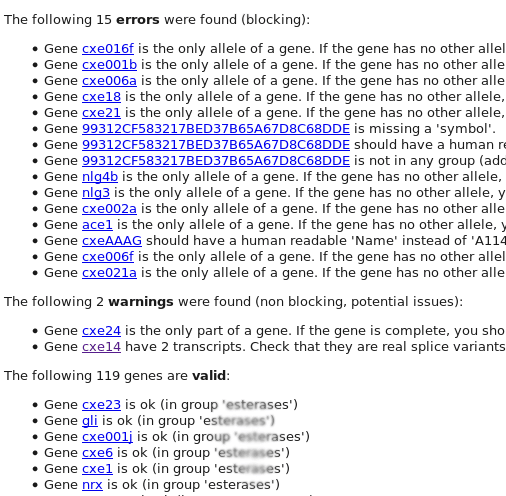 The following 15 errors were found (blocking):
Gene cxe016f is the only allele of a gene. If the gene has no other allel
Gene cxe001b is the only allele of a gene. If the gene has no other alle
Gene cxe006a is the only allele of a gene. If the gene has no other alle
Gene cxe18 is the only allele of a gene. If the gene has no other allele,
Gene cxe21 is the only allele of a gene. If the gene has no other allele,
Gene 99312CF583217BED37B65A67D8C68DDE is missing a 'symbol'.
Gene 99312CF583217BED37B65A67D8C68DDE should have a human re
Gene 99312CF583217BED37B65A67D8C68DDE is not in any group (add
Gene nlg4b is the only allele of a gene. If the gene has no other allele,
Gene nlg3 is the only allele of a gene. If the gene has no other allele, y
Gene cxe002a is the only allele of a gene. If the gene has no other alle
Gene ace1 is the only allele of a gene. If the gene has no other allele, y
Gene cxeAAAG should have a human readable 'Name' instead of 'A114
Gene cxe006f is the only allele of a gene. If the gene has no other allel
Gene cxe021a is the only allele of a gene. If the gene has no other alle
The following 2 warnings were found (non blocking, potential issues):
Gene cxe24 is the only part of a gene. If the gene is complete, you sho
Gene cxe14 have 2 transcripts. Check that they are real splice variants
The following 119 genes are valid:
Gene cxe23 is ok (in group 'esterases')
Gene gli is ok (in group 'esterases')
Gene cxe001j is ok (in group 'esterases')
Gene cxe6 is ok (in group 'esterases')
Gene cxe1 is ok (in group 'esterases')
Gene nrx is ok (in group 'esterases')